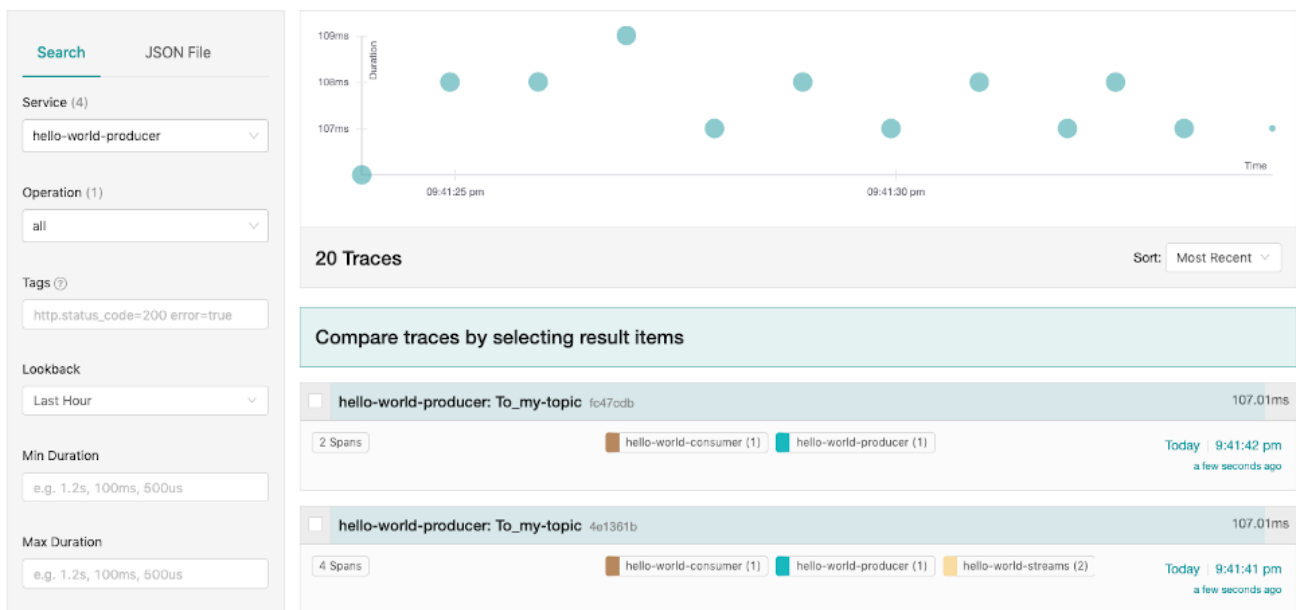 Search
JSON File
Service (4)
hello-world-producer
Operation (1)
all
Tags ?
http.status_code=200 error=true
Lookback
Last Hour
Min Duration
e.g. 1.2s, 100ms, 500us
Max Duration
e.g. 1.2s, 100ms, 500us
109ms
108ms
107ms
Duration
09:41:25 pm
09:41:30 pm
Time
20 Traces
Sort: Most Recent
Compare traces by selecting result items
hello-world-producer: To_my-topic fc47cdb 107.01ms
2 Spans
hello-world-consumer (1)
hello-world-producer (1)
Today 9:41:42 pm
a few seconds ago
hello-world-producer: To_my-topic 4e1361b 107.01ms
4 Spans
hello-world-consumer (1)
hello-world-producer (1)
hello-world-streams (2)
Today 9:41:41 pm
a few seconds ago